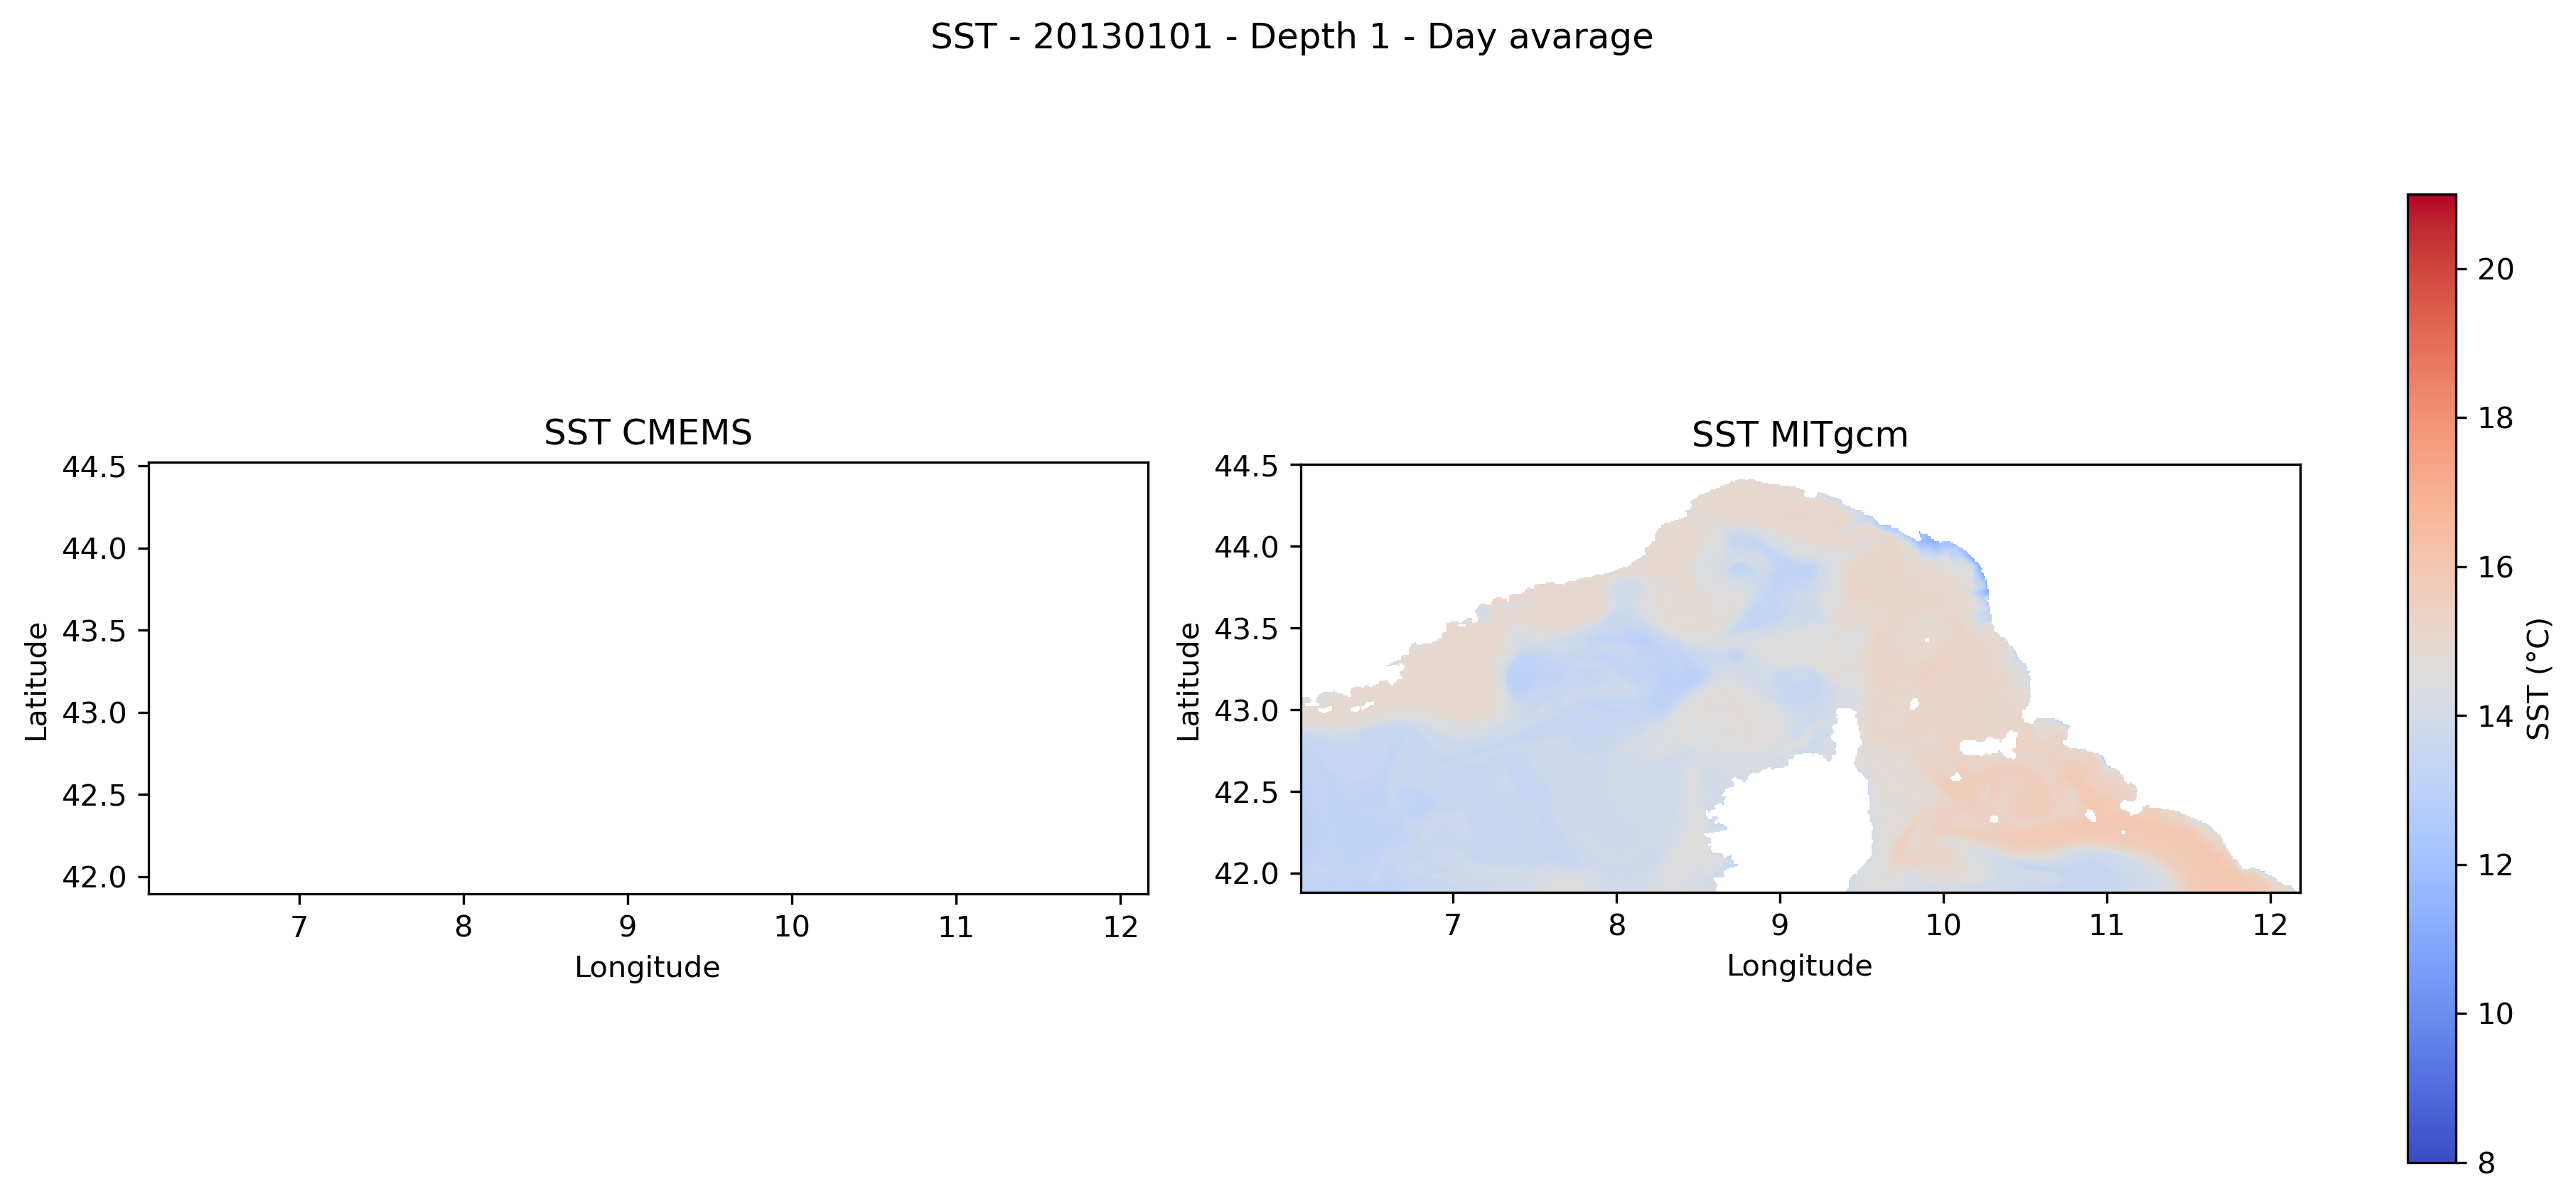 SST - 20130101 - Depth 1 - Day avarage
SST CMEMS
44.5
44.0
43.5
43.0
42.5
42.0
Latitude
7 8 9 10 11 12
Longitude
SST MITgcm
44.5
44.0
43.5
43.0
42.5
42.0
Latitude
7 8 9 10 11 12
Longitude
20
18
16
14
12
10
8
SST (°C)